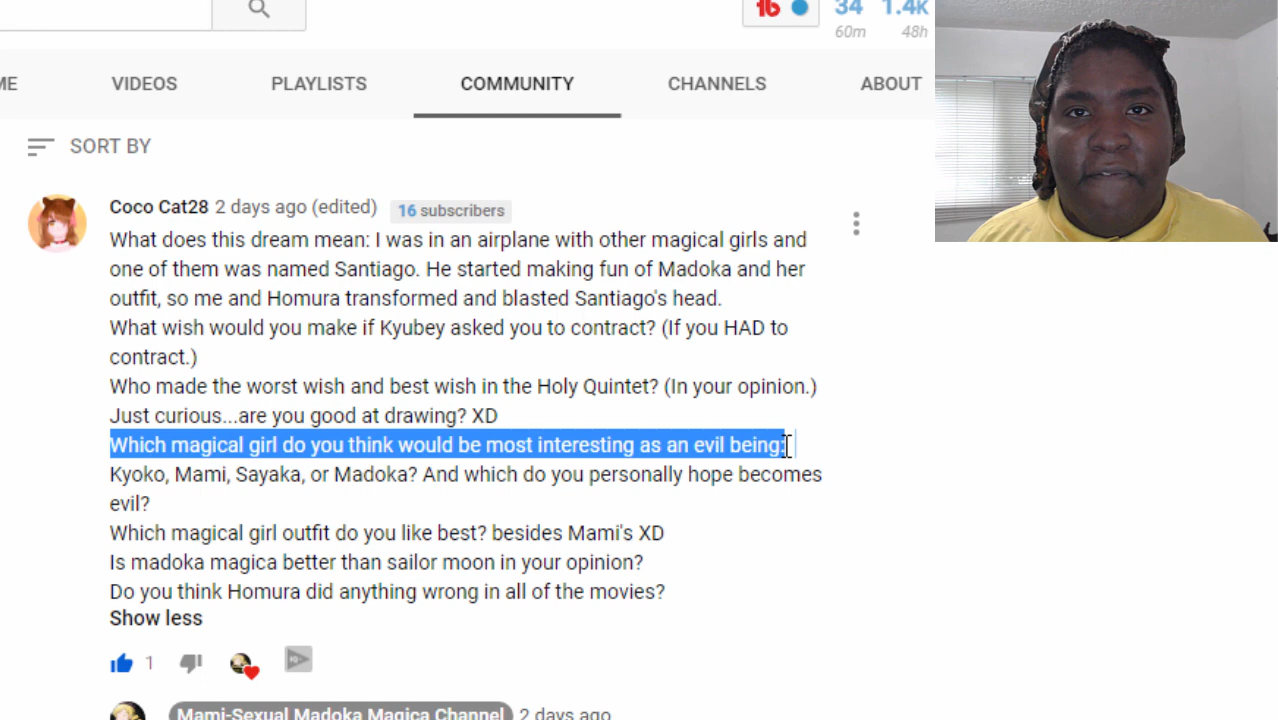 34 1.4K
60m 48h
ME VIDEOS PLAYLISTS COMMUNITY CHANNELS ABOUT
SORT BY
Coco Cat28 2 days ago (edited) 16 subscribers
What does this dream mean: I was in an airplane with other magical girls and
one of them was named Santiago. He started making fun of Madoka and her
outfit, so me and Homura transformed and blasted Santiago's head.
What wish would you make if Kyubey asked you to contract? (If you HAD to
contract.)
Who made the worst wish and best wish in the Holy Quintet? (In your opinion.)
Just curious...are you good at drawing? XD
Which magical girl do you think would be most interesting as an evil being:
Kyoko, Mami, Sayaka, or Madoka? And which do you personally hope becomes
evil?
Which magical girl outfit do you like best? besides Mami's XD
Is madoka magica better than sailor moon in your opinion?
Do you think Homura did anything wrong in all of the movies?
Show less
1
Mami-Sexual Madoka Magica Channel 2 days ago